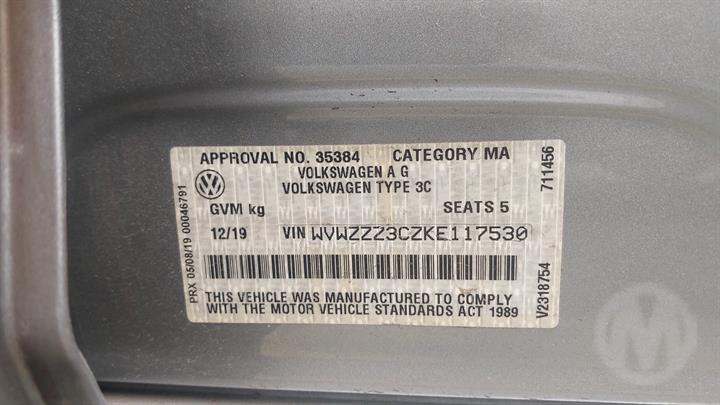 APPROVAL NO. 35384 CATEGORY MA
VOLKSWAGEN A G
VOLKSWAGEN TYPE 3C
GVM kg SEATS 5
12/19 VIN WVWZZZ3CZKE117530
THIS VEHICLE WAS MANUFACTURED TO COMPLY
WITH THE MOTOR VEHICLE STANDARDS ACT 1989
PRX 05/08/19 00046791
711456
V2318754
M
M